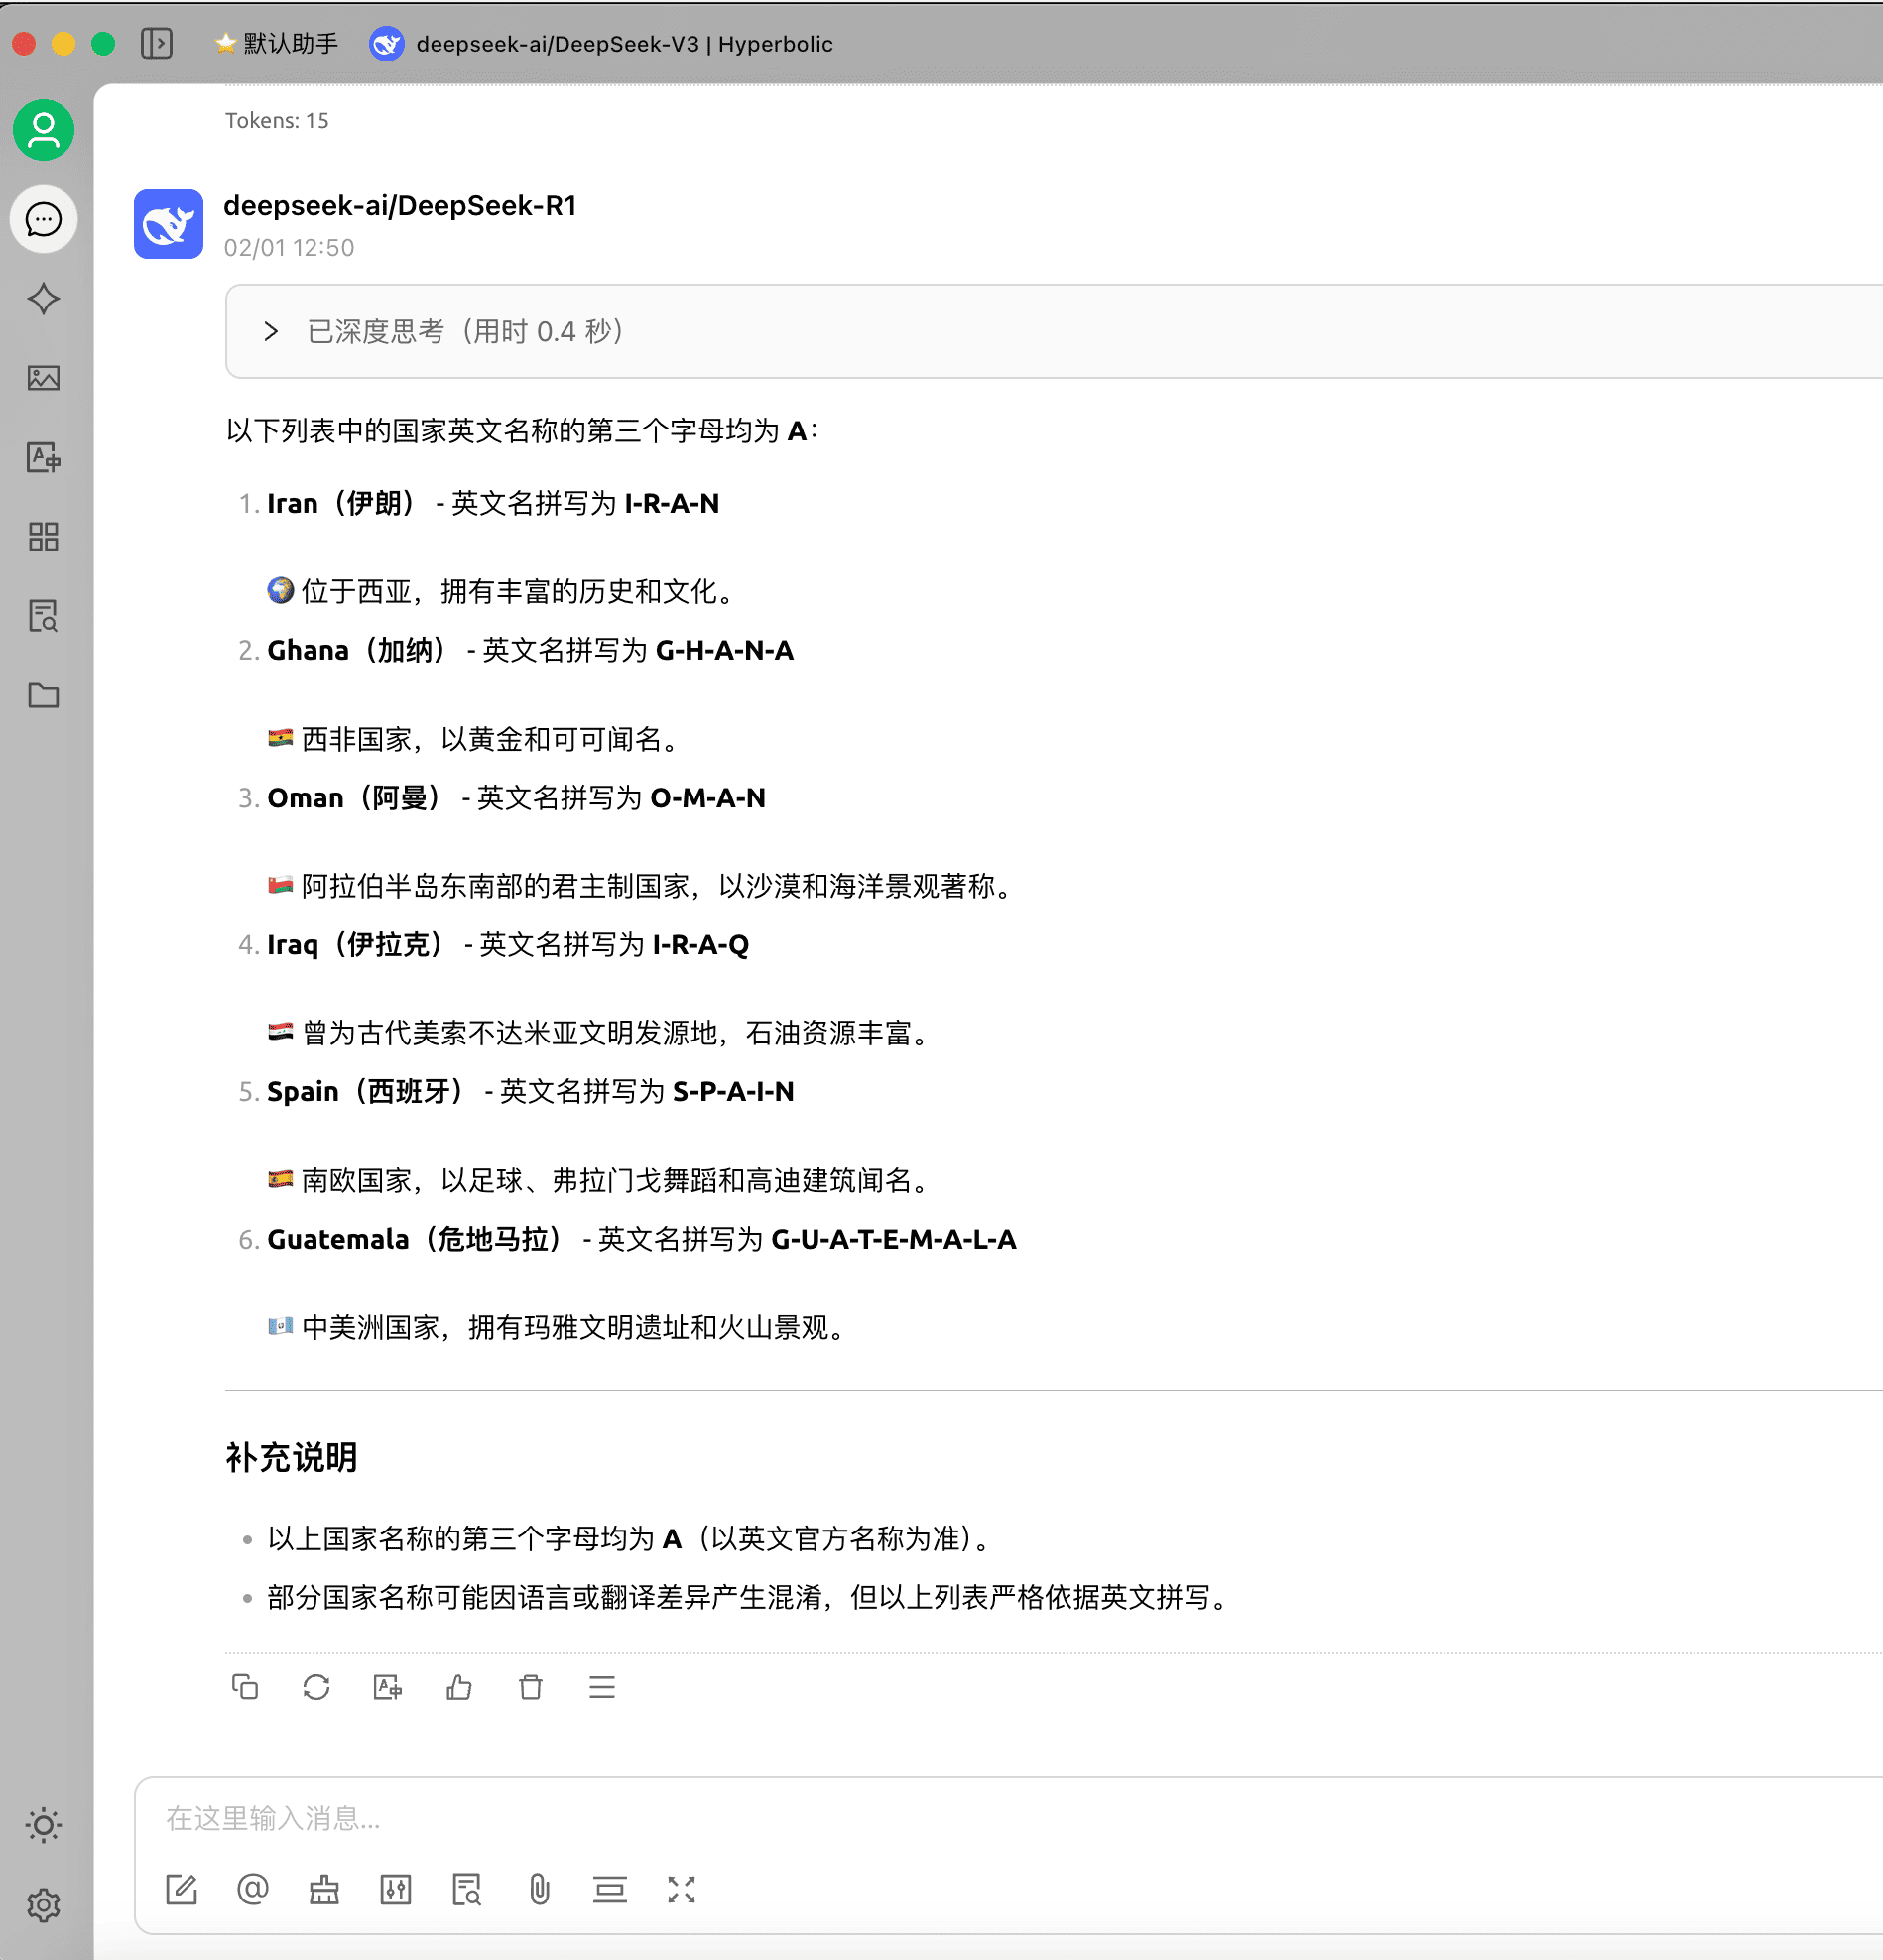 ⭐ 默认助手
deepseek-ai/DeepSeek-V3 | Hyperbolic
Tokens: 15
deepseek-ai/DeepSeek-R1
02/01 12:50
已深度思考（用时 0.4 秒）
以下列表中的国家英文名称的第三个字母均为 A：
1. Iran（伊朗） - 英文名拼写为 I-R-A-N
🌍 位于西亚，拥有丰富的历史和文化。
2. Ghana（加纳） - 英文名拼写为 G-H-A-N-A
🇬🇭 西非国家，以黄金和可可闻名。
3. Oman（阿曼） - 英文名拼写为 O-M-A-N
🇴🇲 阿拉伯半岛东南部的君主制国家，以沙漠和海洋景观著称。
4. Iraq（伊拉克） - 英文名拼写为 I-R-A-Q
🇮🇶 曾为古代美索不达米亚文明发源地，石油资源丰富。
5. Spain（西班牙） - 英文名拼写为 S-P-A-I-N
🇪🇸 南欧国家，以足球、弗拉门戈舞蹈和高迪建筑闻名。
6. Guatemala（危地马拉） - 英文名拼写为 G-U-A-T-E-M-A-L-A
🇬🇹 中美洲国家，拥有玛雅文明遗址和火山景观。
补充说明
• 以上国家名称的第三个字母均为 A（以英文官方名称为准）。
• 部分国家名称可能因语言或翻译差异产生混淆，但以上列表严格依据英文拼写。
在这里输入消息...